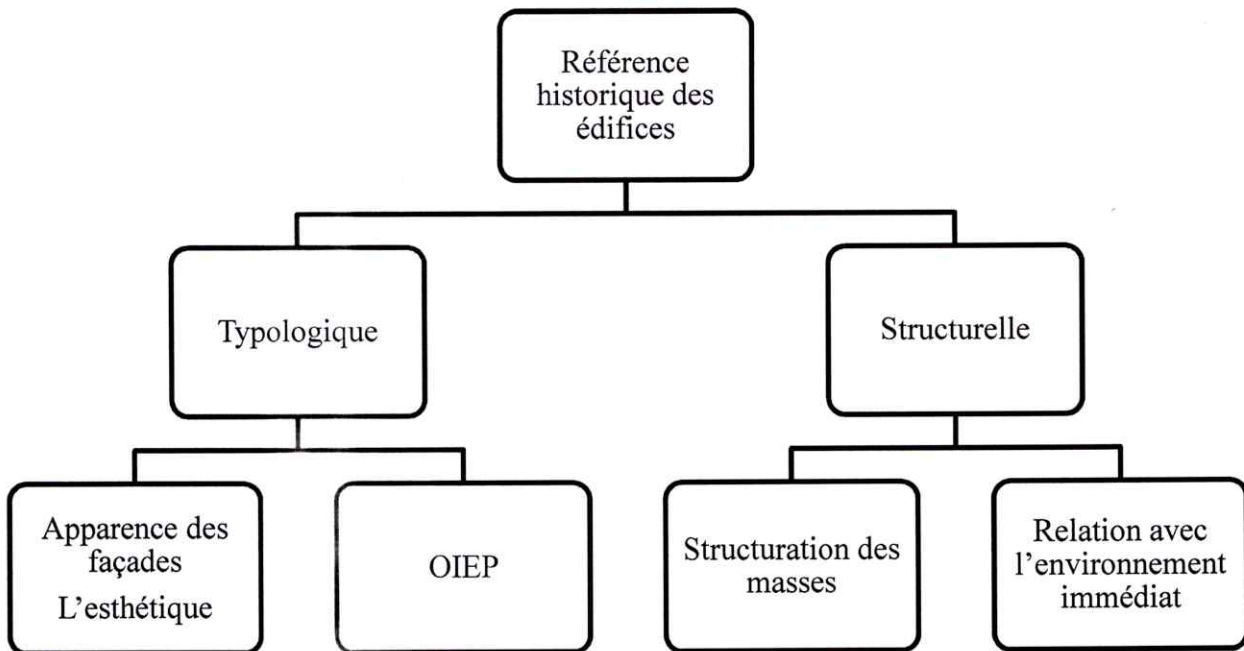 Référence
historique des
édifices
Typologique
Structurelle
Apparence des
façades
L'esthétique
OIEP
Structuration des
masses
Relation avec
l'environnement
immédiat